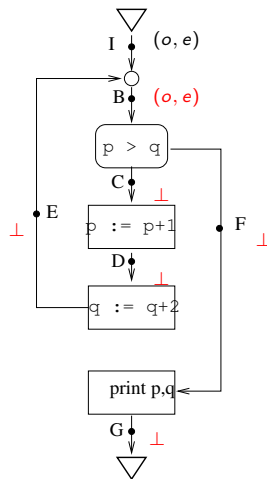 I (o, e)
B (o, e)
p > q
C ⊥
p := p+1
E F
⊥ ⊥
D ⊥
q := q+2
print p,q
G ⊥